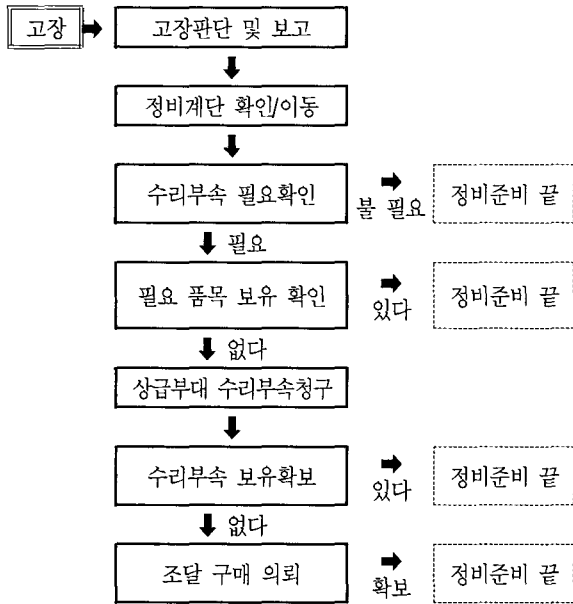 고장
고장판단 및 보고
정비계단 확인/이동
수리부속 필요확인
불 필요
정비준비 끝
필요
필요 품목 보유 확인
있다
정비준비 끝
없다
상급부대 수리부속청구
수리부속 보유확보
있다
정비준비 끝
없다
조달 구매 의뢰
확보
정비준비 끝